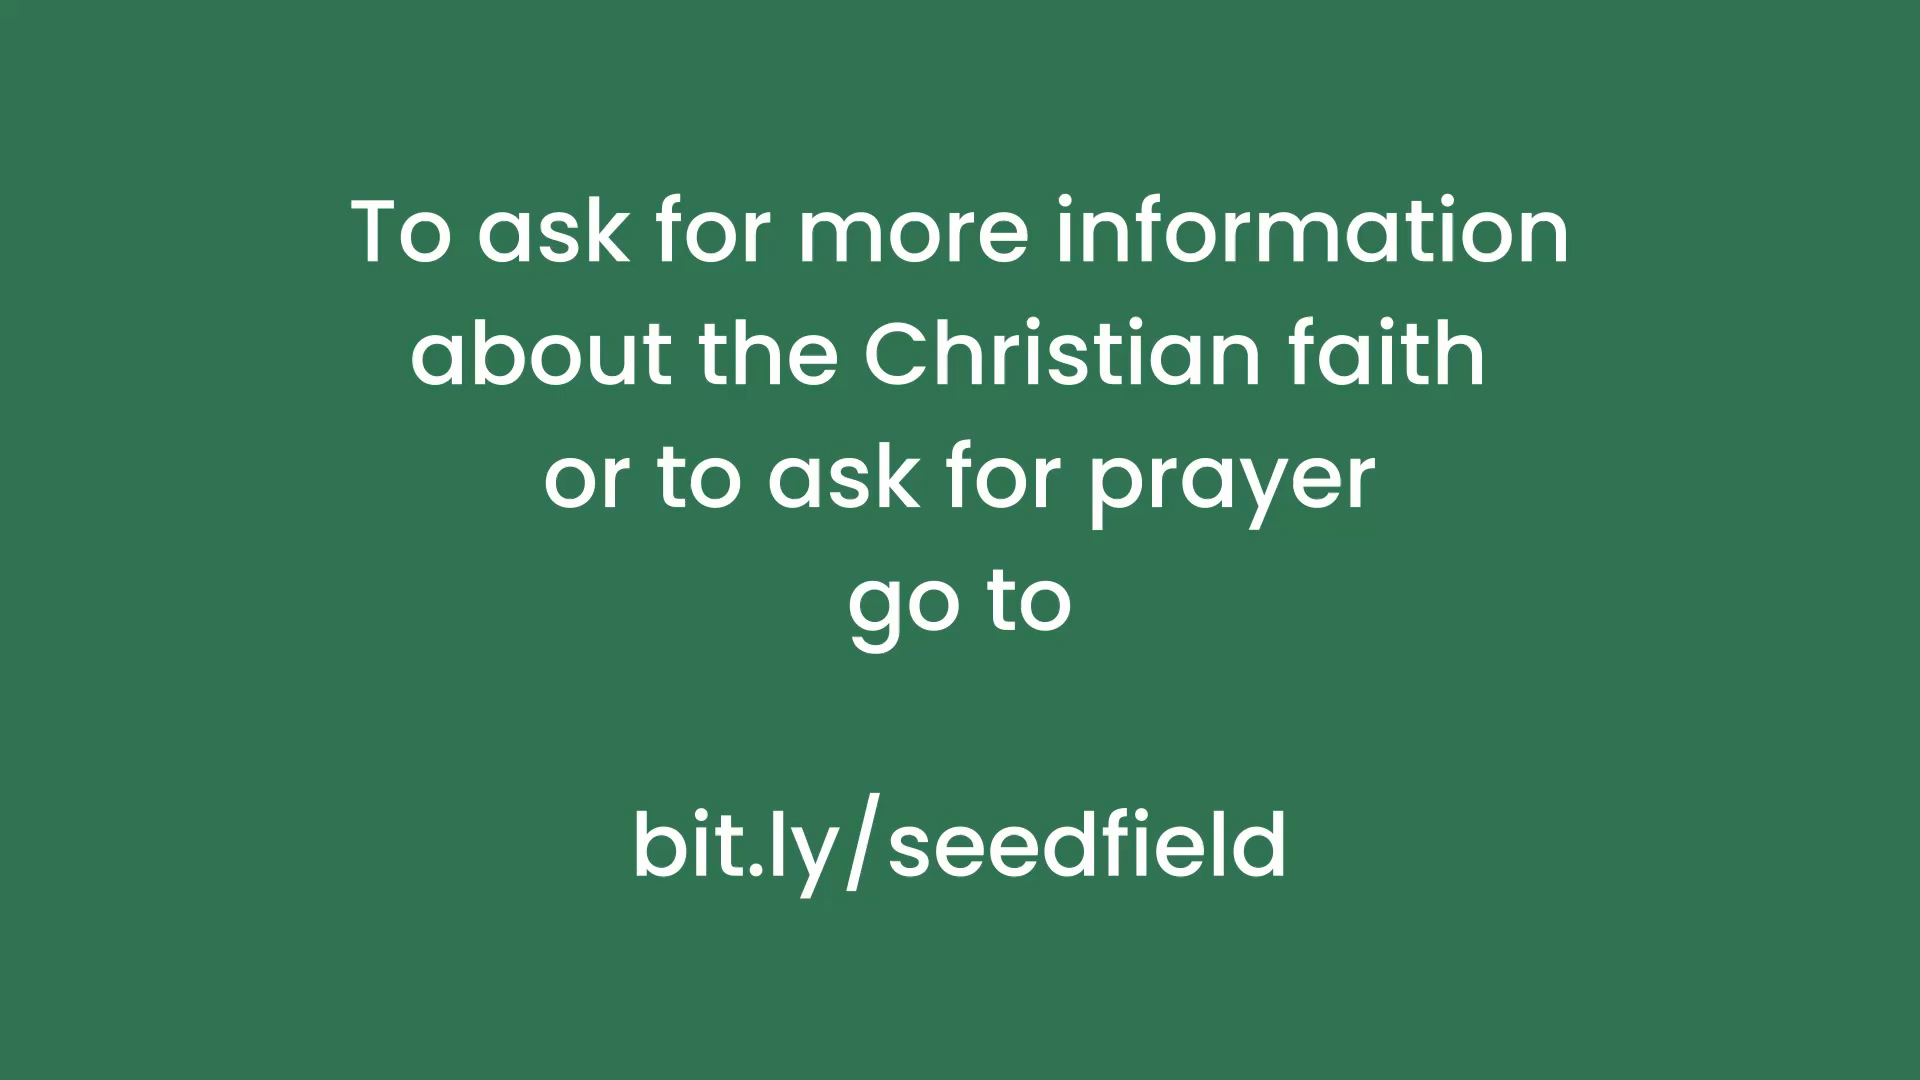 To ask for more information
about the Christian faith
or to ask for prayer
go to
bit.ly/seedfield